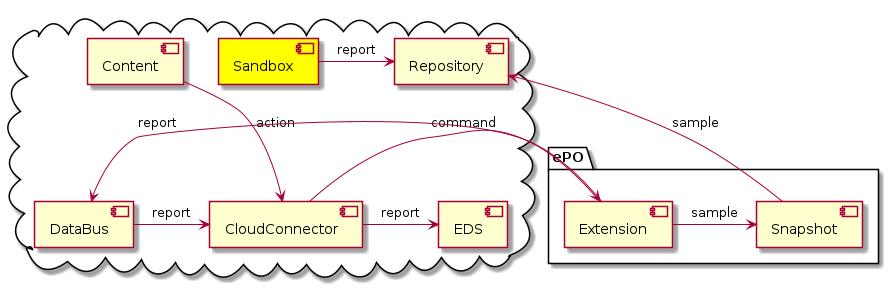 report
Content
Sandbox
Repository
report
action
command
sample
ePO
report
sample
report
DataBus
CloudConnector
EDS
Extension
Snapshot